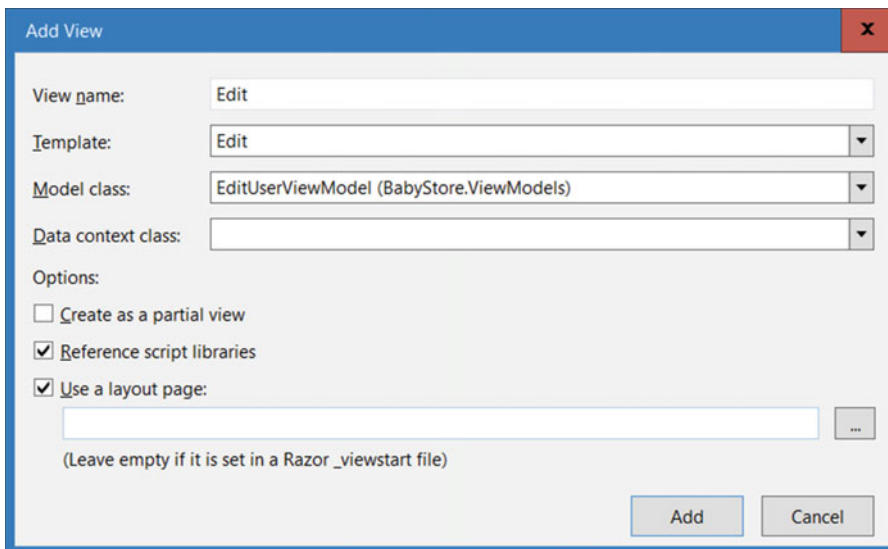 Add View
x
View name: Edit
Template: Edit
Model class: EditUserViewModel (BabyStore.ViewModels)
Data context class:
Options:
Create as a partial view
Reference script libraries
Use a layout page:
...
(Leave empty if it is set in a Razor _viewstart file)
Add Cancel